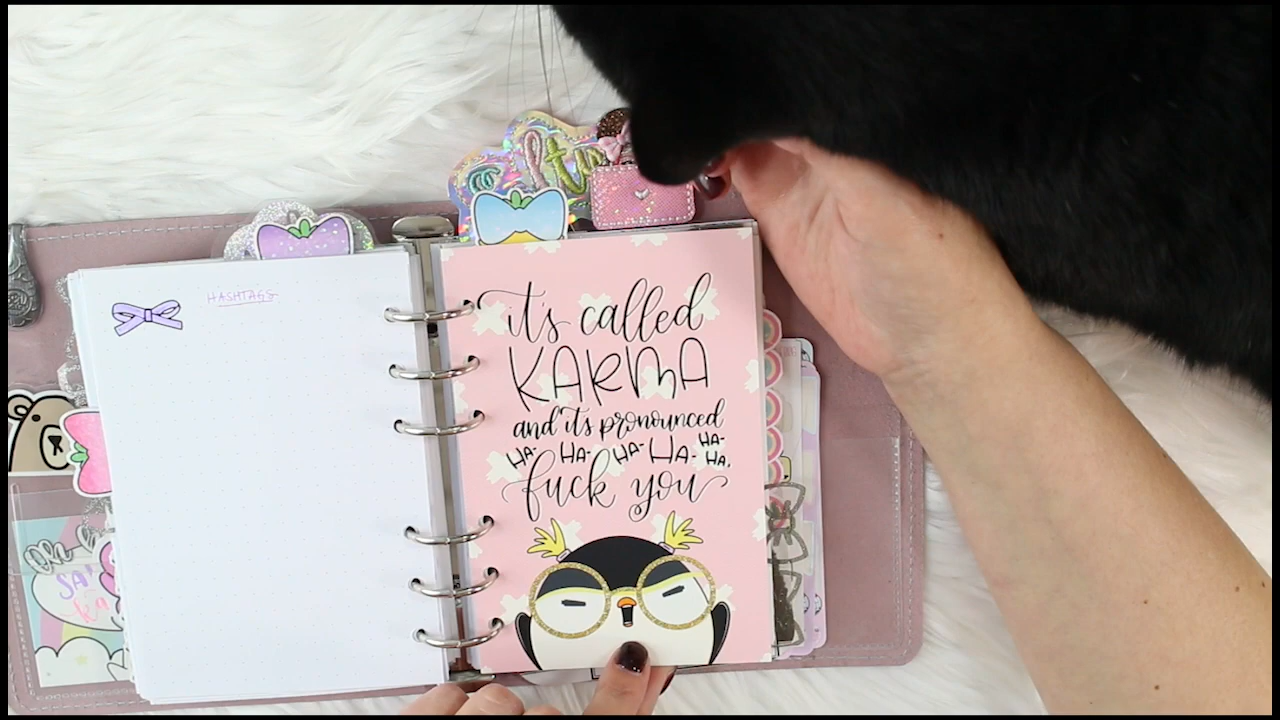 HASHTAGS
it's called
KARMA
and it's pronounced
HA- HA- HA- HA- HA-
HA,
fuck you